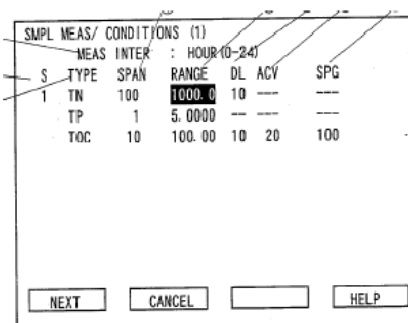 SMPL MEAS/ CONDITIONS (1)
MEAS INTER : HOUR(0-24)
S TYPE SPAN RANGE DL ACV SPG
1 TN 100 1000.0 10 --- ---
TP 1 5.0000 -- --- ---
TOC 10 100.00 10 20 100
NEXT CANCEL HELP